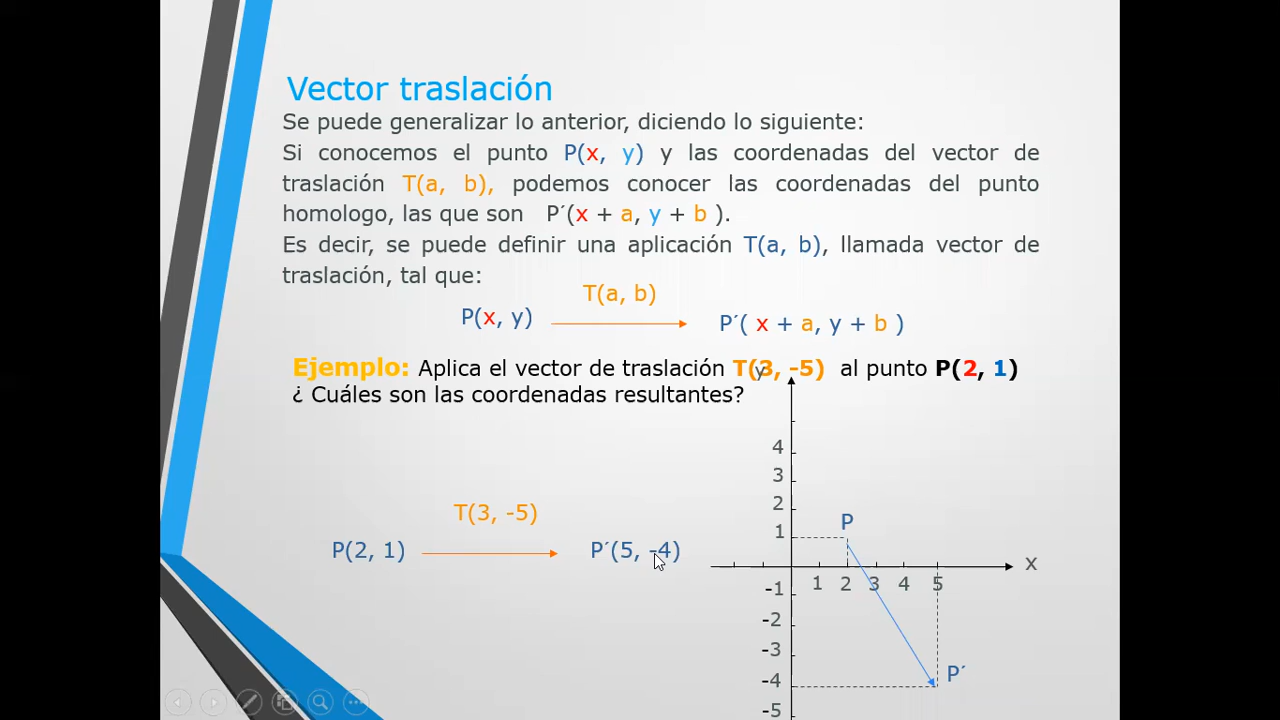 Vector traslación
Se puede generalizar lo anterior, diciendo lo siguiente:
Si conocemos el punto P(x, y) y las coordenadas del vector de
traslación T(a, b), podemos conocer las coordenadas del punto
homologo, las que son P´(x + a, y + b ).
Es decir, se puede definir una aplicación T(a, b), llamada vector de
traslación, tal que:
T(a, b)
P(x, y) P´( x + a, y + b )
Ejemplo: Aplica el vector de traslación T(3, -5) al punto P(2, 1)
¿ Cuáles son las coordenadas resultantes?
y
4
3
2
1
P
T(3, -5)
P(2, 1) P´(5, -4)
x
1 2 3 4 5
-1
-2
-3
-4
-5
P´